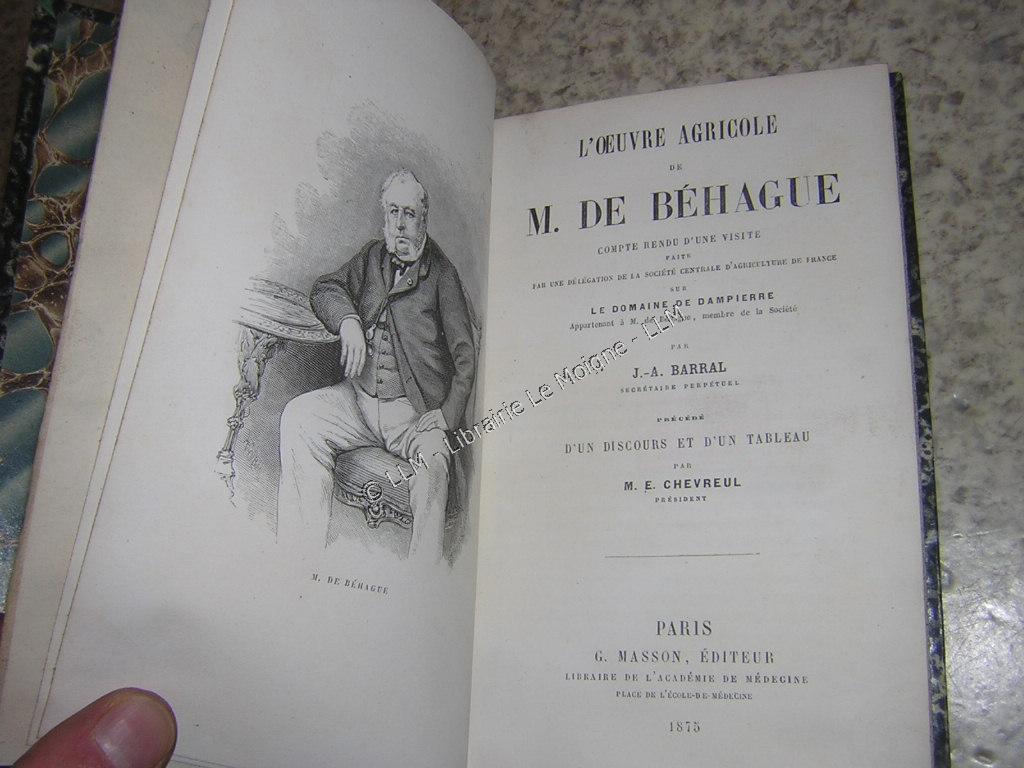 M. DE BÉHAGUE
L'ŒUVRE AGRICOLE
DE
M. DE BÉHAGUE
COMPTE RENDU D'UNE VISITE
FAITE
PAR UNE DÉLÉGATION DE LA SOCIÉTÉ CENTRALE D'AGRICULTURE DE FRANCE
SUR
LE DOMAINE DE DAMPIERRE
Appartenant à M. de Béhague, membre de la Société
PAR
J.-A. BARRAL
SECRÉTAIRE PERPÉTUEL
PRÉCÉDÉ
D'UN DISCOURS ET D'UN TABLEAU
PAR
M. E. CHEVREUL
PRÉSIDENT
PARIS
G. MASSON, ÉDITEUR
LIBRAIRE DE L'ACADÉMIE DE MÉDECINE
PLACE DE L'ÉCOLE-DE-MÉDECINE
1875
© LLM - Librairie Le Moigne - LLM